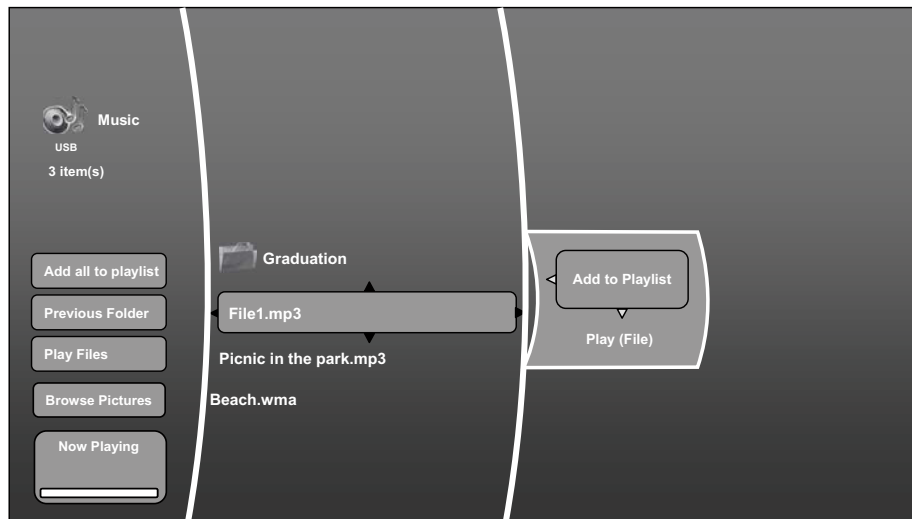 Music
USB
3 item(s)
Add all to playlist
Previous Folder
Play Files
Browse Pictures
Now Playing
Graduation
File1.mp3
Picnic in the park.mp3
Beach.wma
Add to Playlist
Play (File)